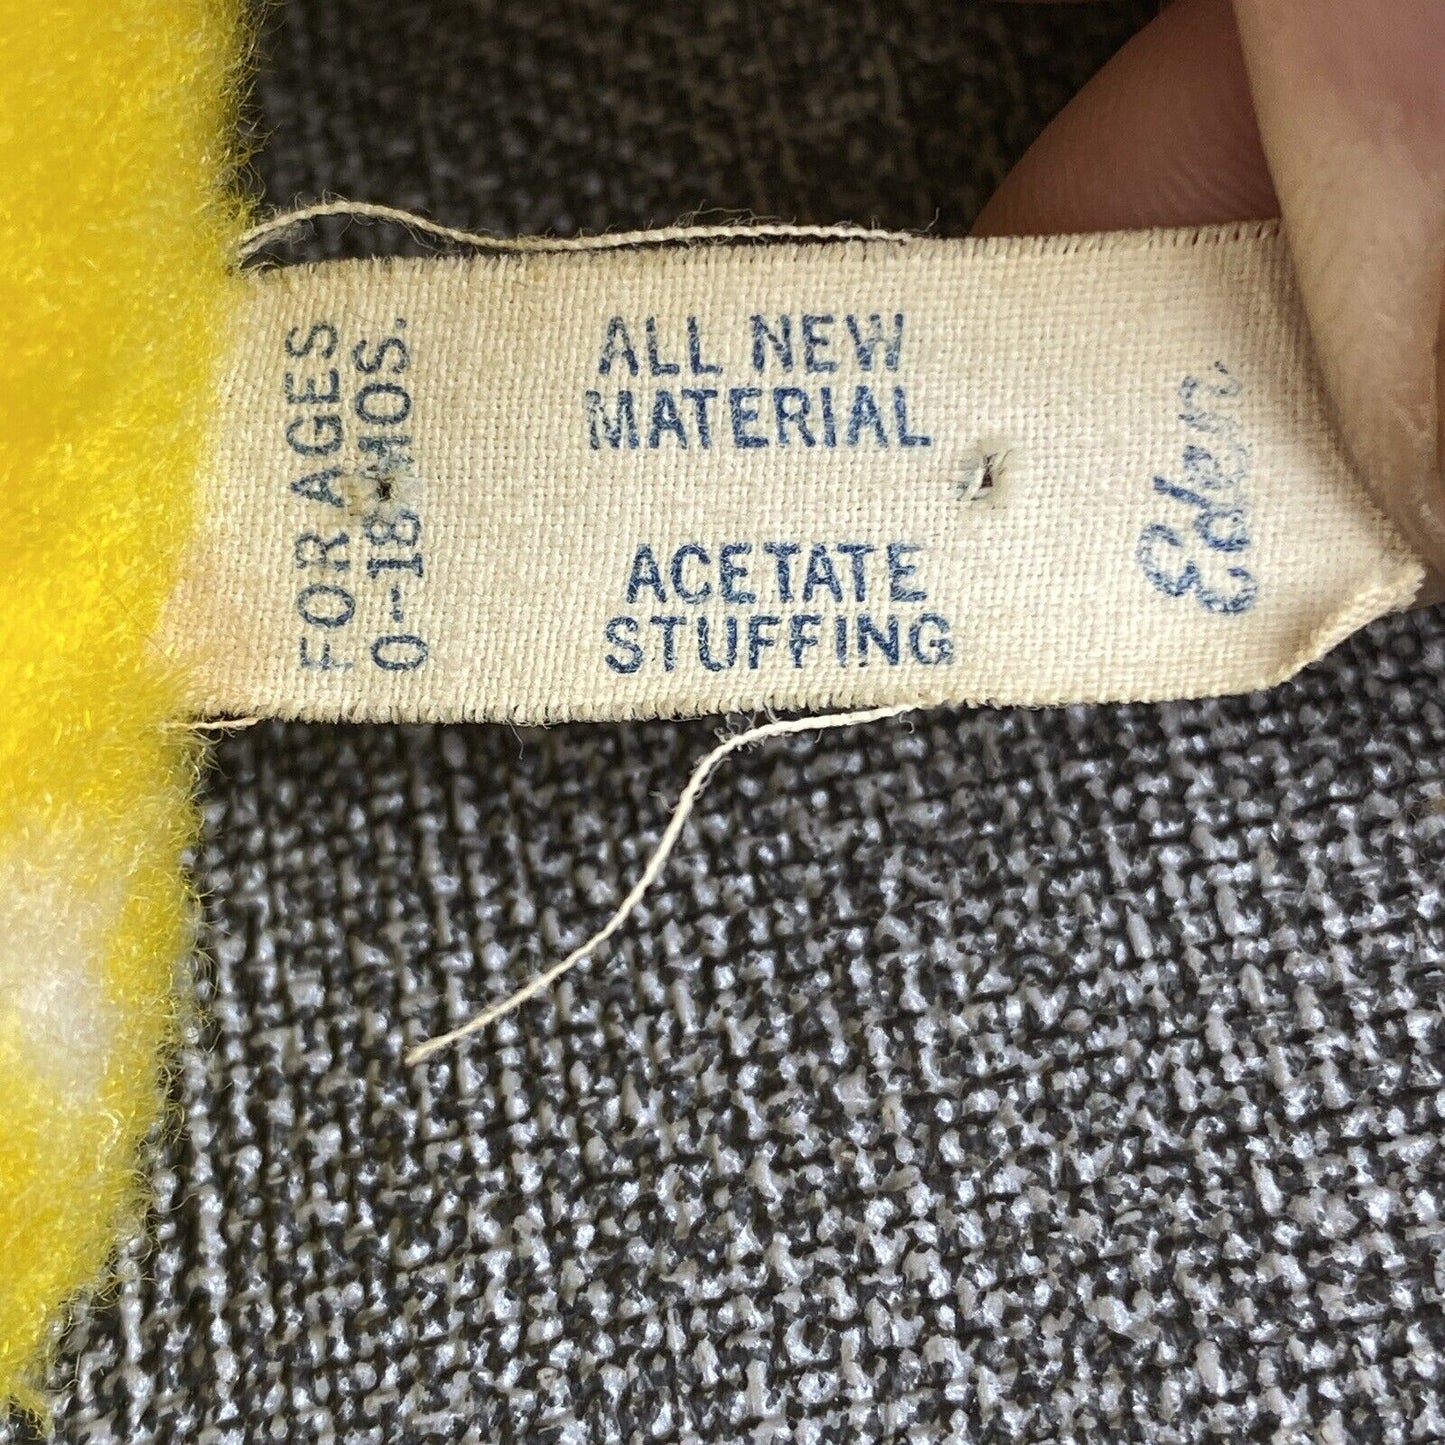 FOR AGES
0-18 MOS.
ALL NEW
MATERIAL
ACETATE
STUFFING
Eden